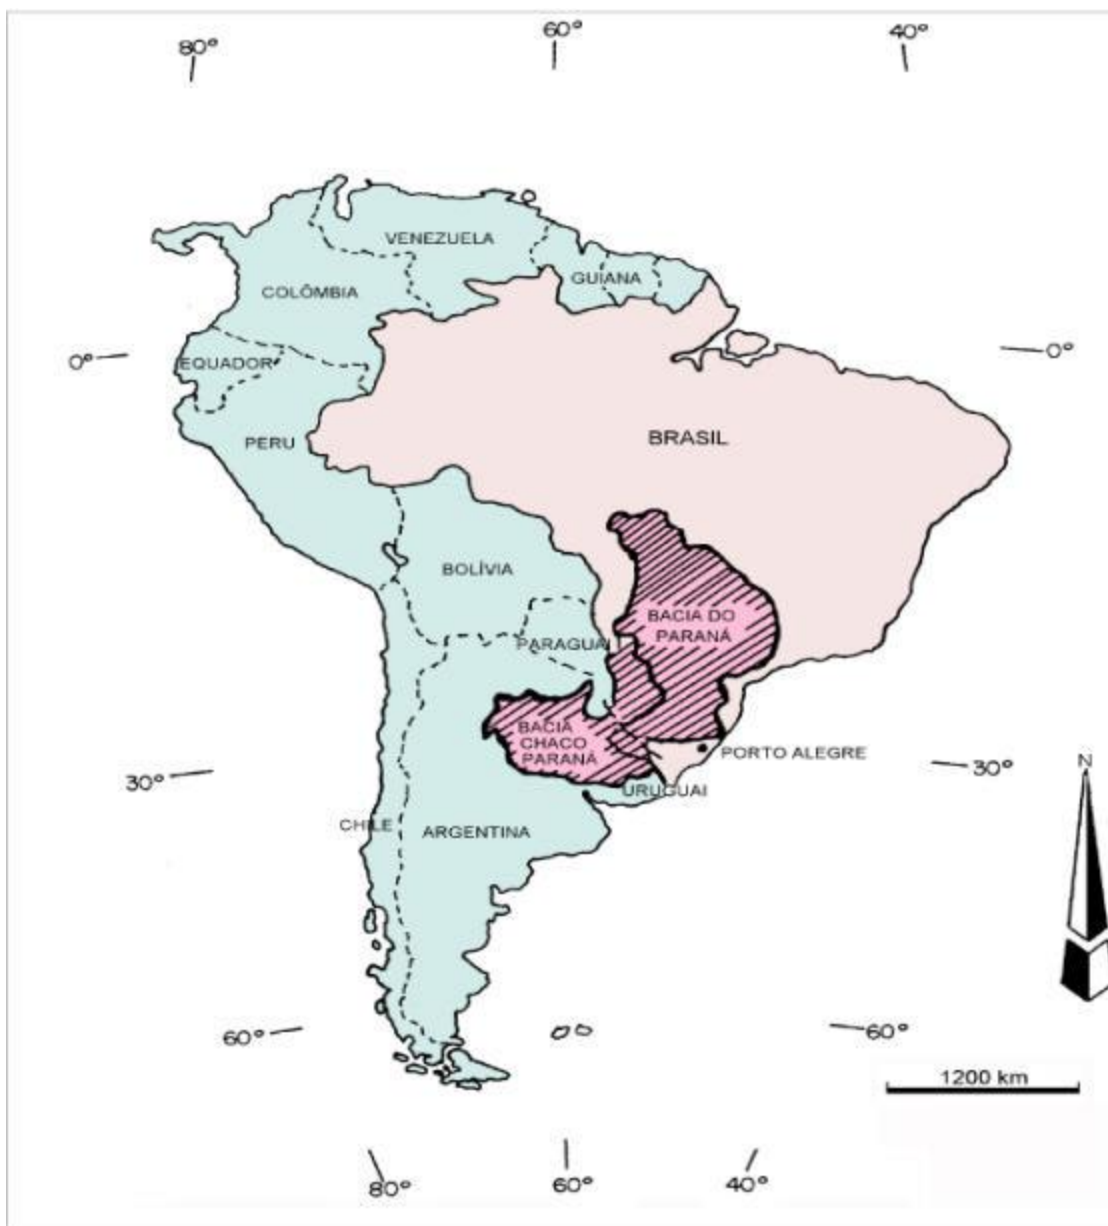 80°
60°
40°
VENEZUELA
GUIANA
COLÔMBIA
0°
EQUADOR
0°
PERU
BRASIL
BOLÍVIA
BACIA DO
PARANÁ
PARAGUAI
BACIA
CHACO
PARANÁ
PORTO ALEGRE
30°
30°
URUGUAI
CHILE
ARGENTINA
N
60°
60°
1200 km
80°
60°
40°